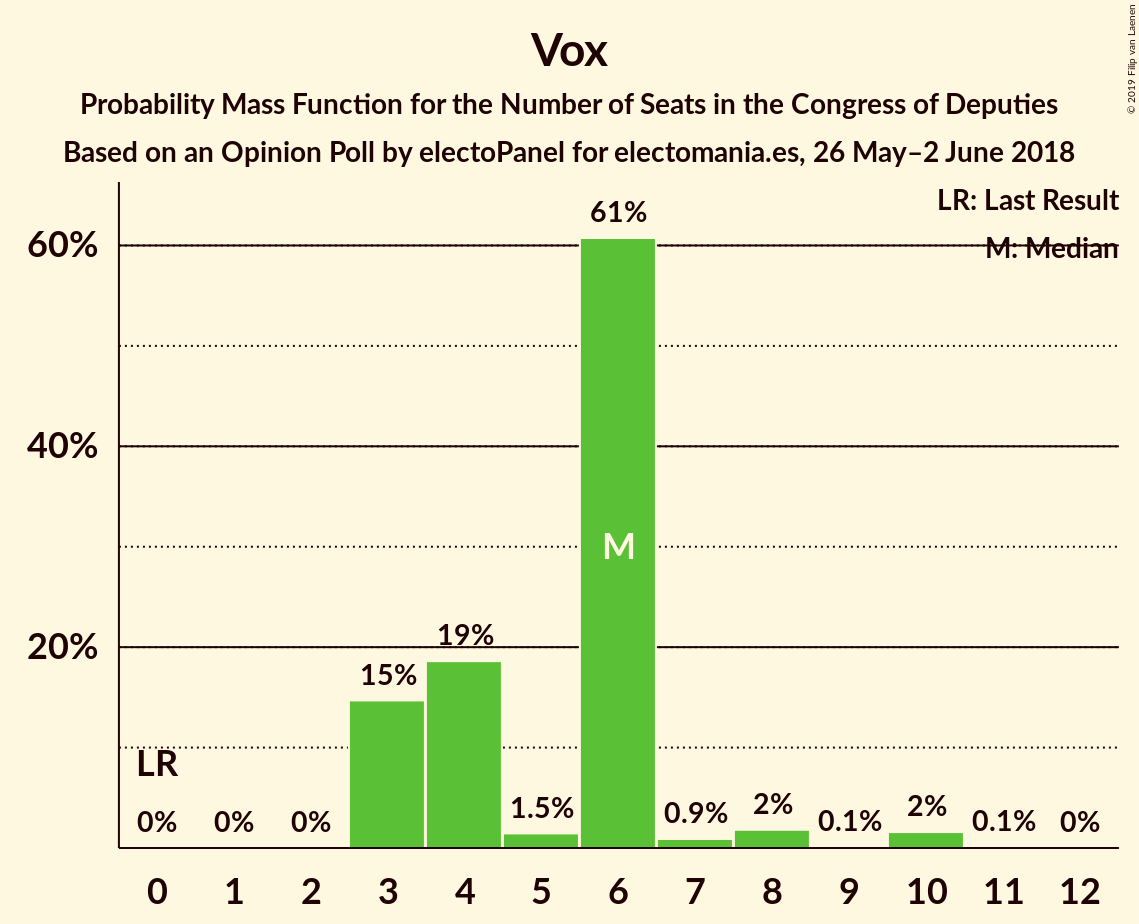 Vox
Probability Mass Function for the Number of Seats in the Congress of Deputies
Based on an Opinion Poll by electoPanel for electomania.es, 26 May–2 June 2018
© 2019 Filip van Laenen
LR: Last Result
M: Median
60%
40%
20%
61%
M
19%
15%
LR
0% 0% 0% 1.5% 0.9% 2% 0.1% 2% 0.1% 0%
0 1 2 3 4 5 6 7 8 9 10 11 12